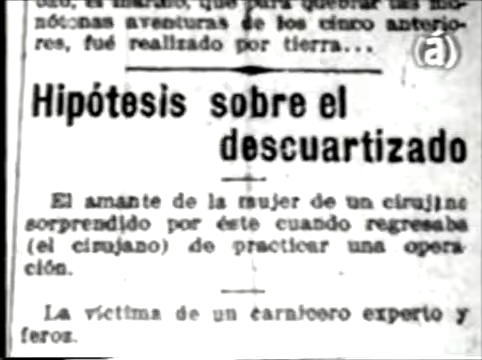 nótonas aventuras de los cinco anterio-
res, fué realizado por tierra...
(á)
Hipótesis sobre el
descuartizado
El amante de la mujer de un cirujano
sorprendido por éste cuando regresaba
(el cirujano) de practicar una opera
ción.
La víctima de un carnicero experto y
feroz.